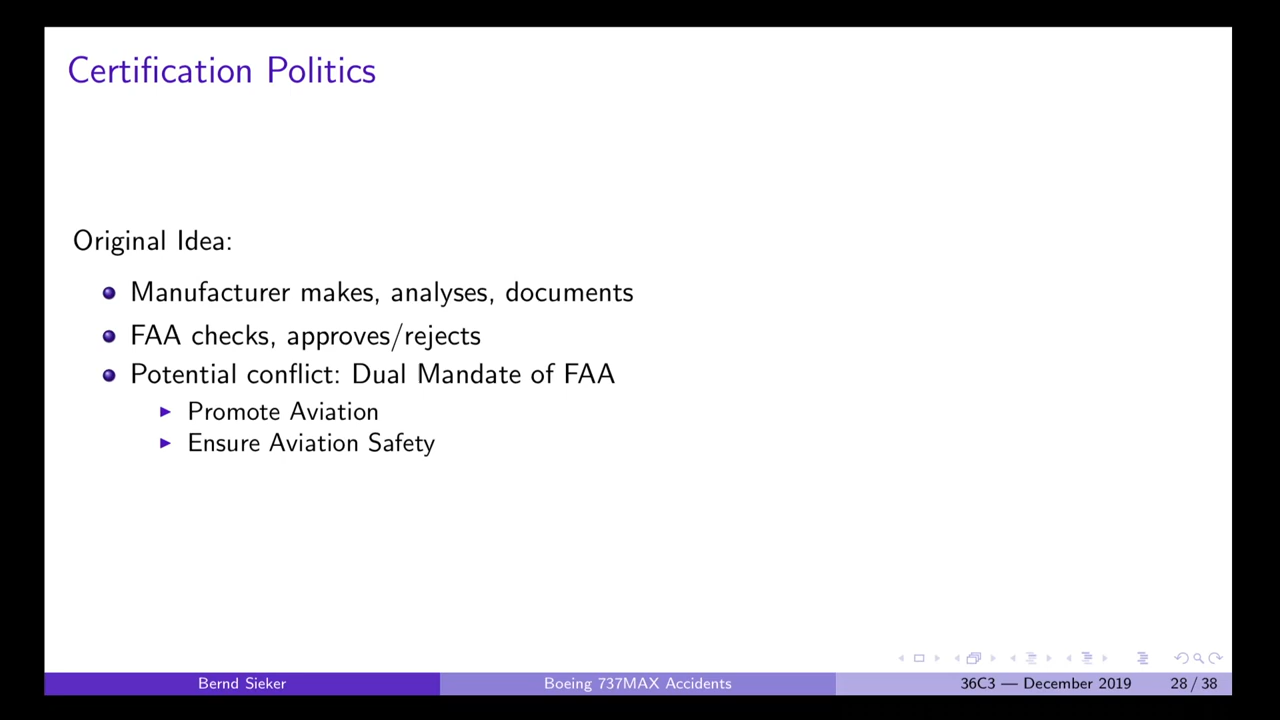 Certification Politics
Original Idea:
Manufacturer makes, analyses, documents
FAA checks, approves/rejects
Potential conflict: Dual Mandate of FAA
Promote Aviation
Ensure Aviation Safety
Bernd Sieker
Boeing 737MAX Accidents
36C3 — December 2019
28 / 38